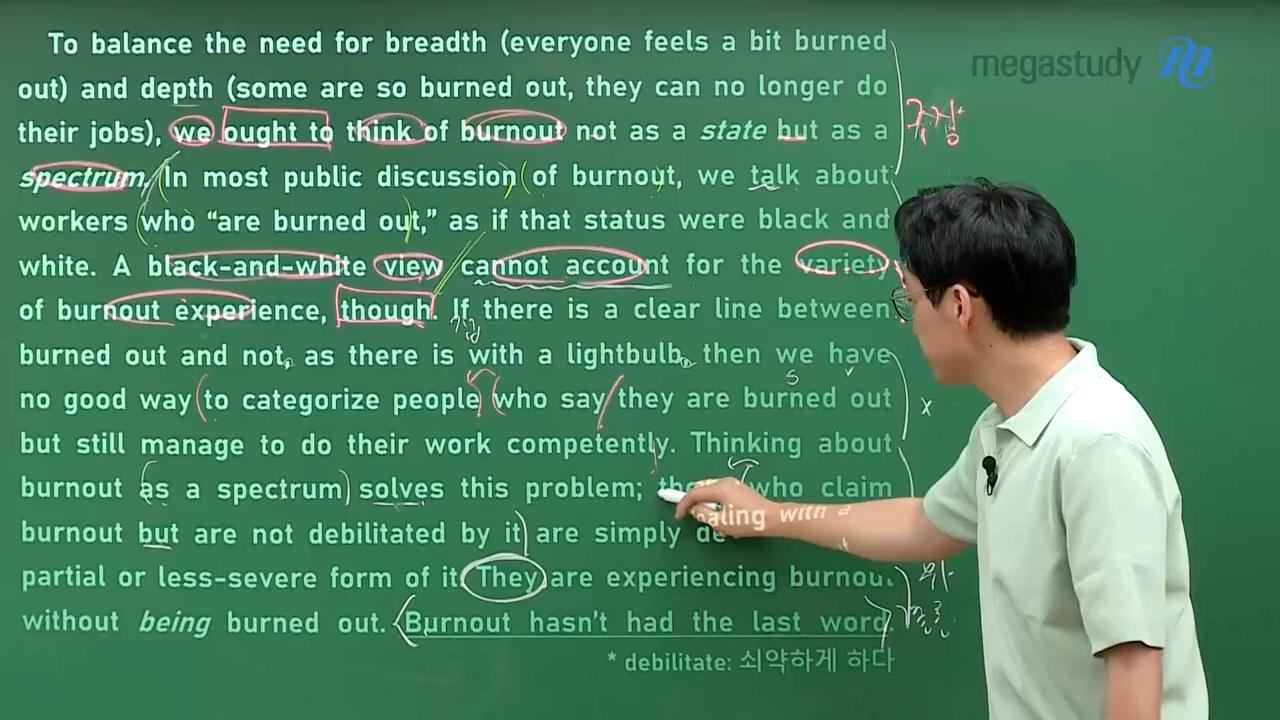 To balance the need for breadth (everyone feels a bit burned
out) and depth (some are so burned out, they can no longer do
their jobs), we ought to think of burnout not as a state but as a
spectrum. In most public discussion of burnout, we talk about
workers who “are burned out,” as if that status were black and
white. A black-and-white view cannot account for the variety
of burnout experience, though. If there is a clear line between
burned out and not, as there is with a lightbulb, then we have
no good way to categorize people who say they are burned out
but still manage to do their work competently. Thinking about
burnout as a spectrum solves this problem; who claim
burnout but are not debilitated by it are simply with a
partial or less-severe form of it. They are experiencing burnout
without being burned out. Burnout hasn't had the last word.
* debilitate: 쇠약하게 하다
megastudy
주장
S
V
x